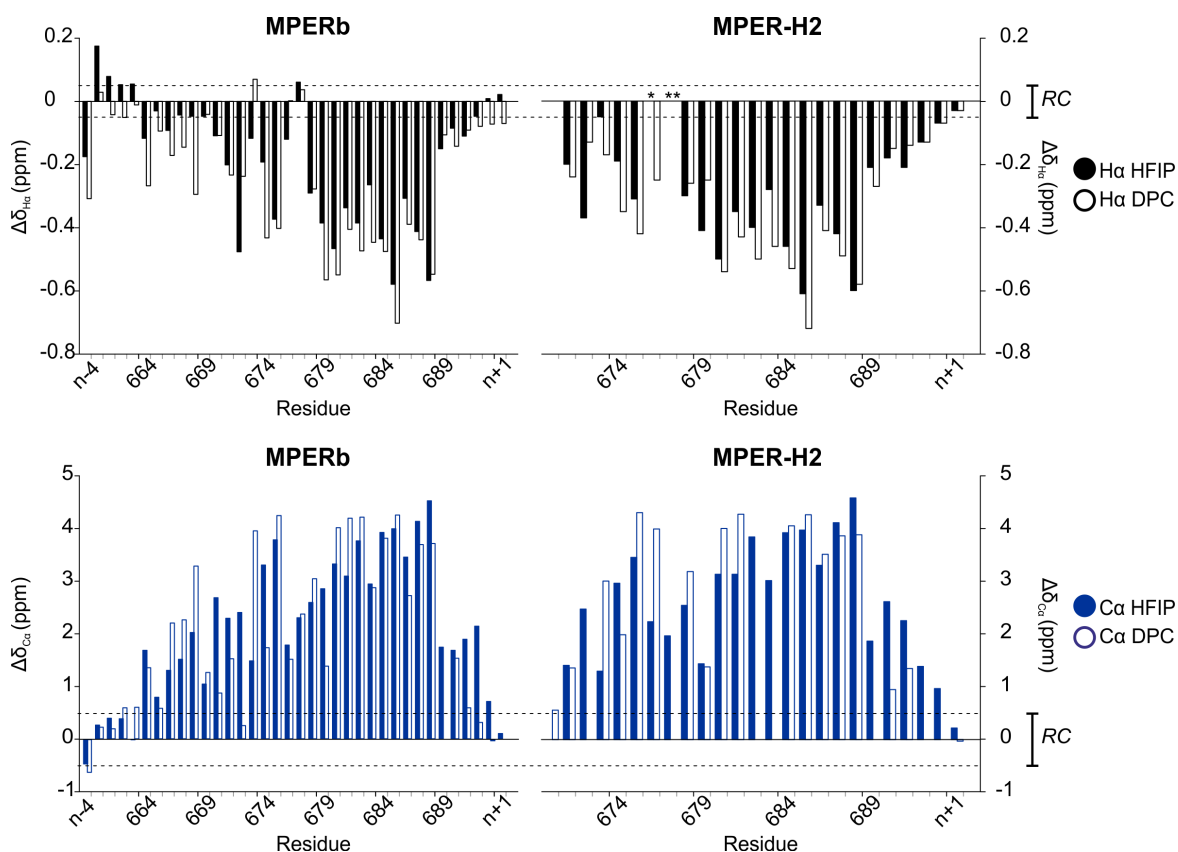 MPERb MPER-H2
0.2 0.2
* **
0 0
RC
-0.2 -0.2
-0.4 -0.4
-0.6 -0.6
-0.8 -0.8
ΔδHα (ppm) ΔδHα (ppm)
Hα HFIP
Hα DPC
n-4 664 669 674 679 684 689 n+1 674 679 684 689 n+1
Residue Residue
MPERb MPER-H2
5 5
4 4
3 3
2 2
1 1
0 0
RC
-1 -1
ΔδCα (ppm) ΔδCα (ppm)
Cα HFIP
Cα DPC
n-4 664 669 674 679 684 689 n+1 674 679 684 689 n+1
Residue Residue